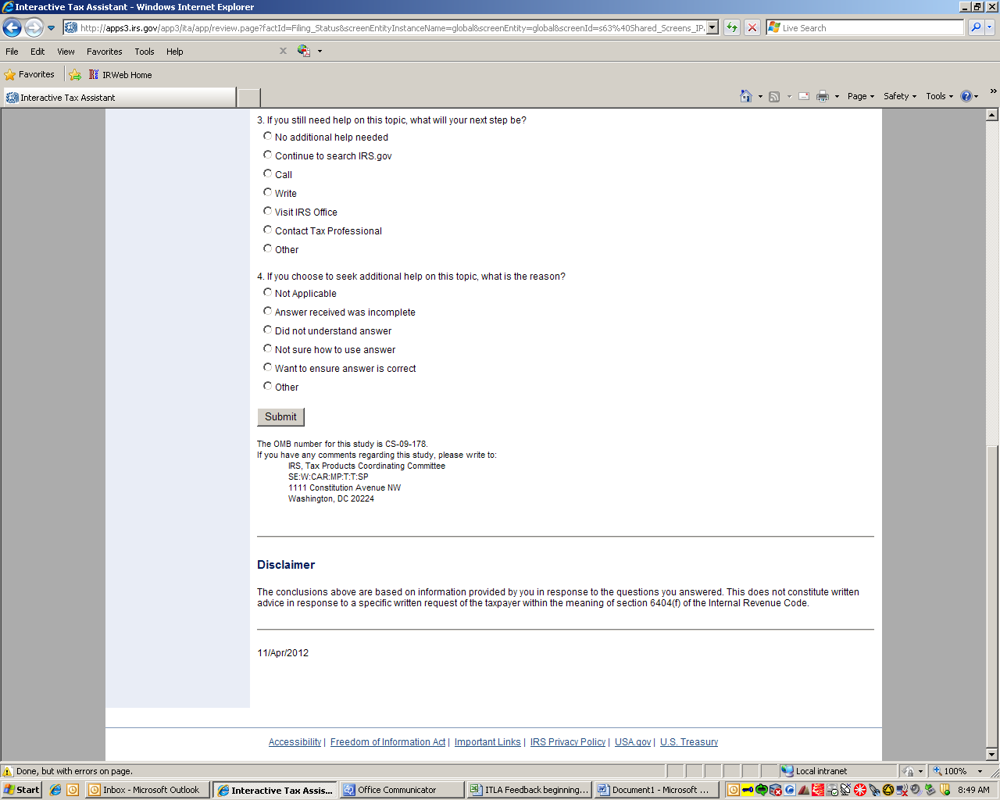 Interactive Tax Assistant - Windows Internet Explorer
http://apps3.irs.gov/app3/ita/app/review.page?factId=Filing_Status&screenEntityInstanceName=global&screenEntity=global&screenId=s63%40Shared_Screens_IP
Live Search
File Edit View Favorites Tools Help
Favorites IRWeb Home
Interactive Tax Assistant
Page Safety Tools
3. If you still need help on this topic, what will your next step be?
No additional help needed
Continue to search IRS.gov
Call
Write
Visit IRS Office
Contact Tax Professional
Other
4. If you choose to seek additional help on this topic, what is the reason?
Not Applicable
Answer received was incomplete
Did not understand answer
Not sure how to use answer
Want to ensure answer is correct
Other
Submit
The OMB number for this study is CS-09-178.
If you have any comments regarding this study, please write to:
IRS, Tax Products Coordinating Committee
SE:W:CAR:MP:T:T:SP
1111 Constitution Avenue NW
Washington, DC 20224
Disclaimer
The conclusions above are based on information provided by you in response to the questions you answered. This does not constitute written
advice in response to a specific written request of the taxpayer within the meaning of section 6404(f) of the Internal Revenue Code.
11/Apr/2012
Accessibility | Freedom of Information Act | Important Links | IRS Privacy Policy | USA.gov | U.S. Treasury
Done, but with errors on page. Local intranet 100%
Start Inbox - Microsoft Outlook Interactive Tax Assis... Office Communicator ITLA Feedback beginning... Document1 - Microsoft ... 8:49 AM